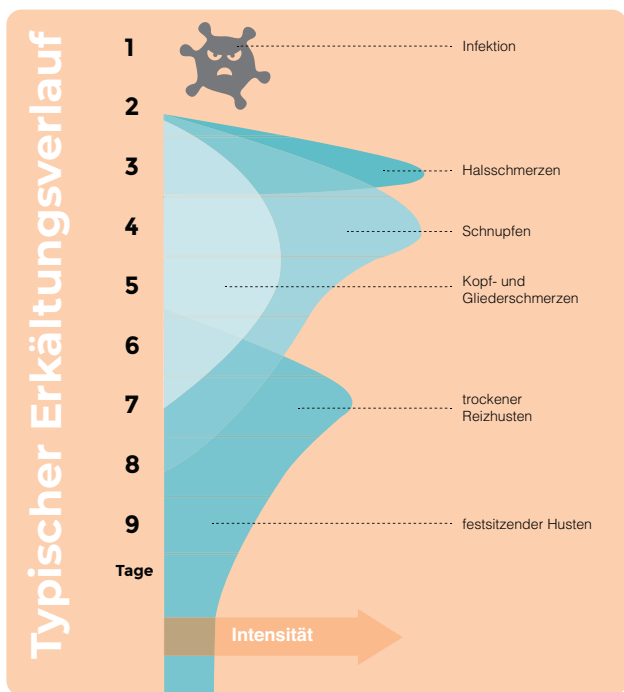 Typischer Erkältungsverlauf
1
Infektion
2
3
Halsschmerzen
4
Schnupfen
5
Kopf- und
Gliederschmerzen
6
7
trockener
Reizhusten
8
9
festsitzender Husten
Tage
Intensität